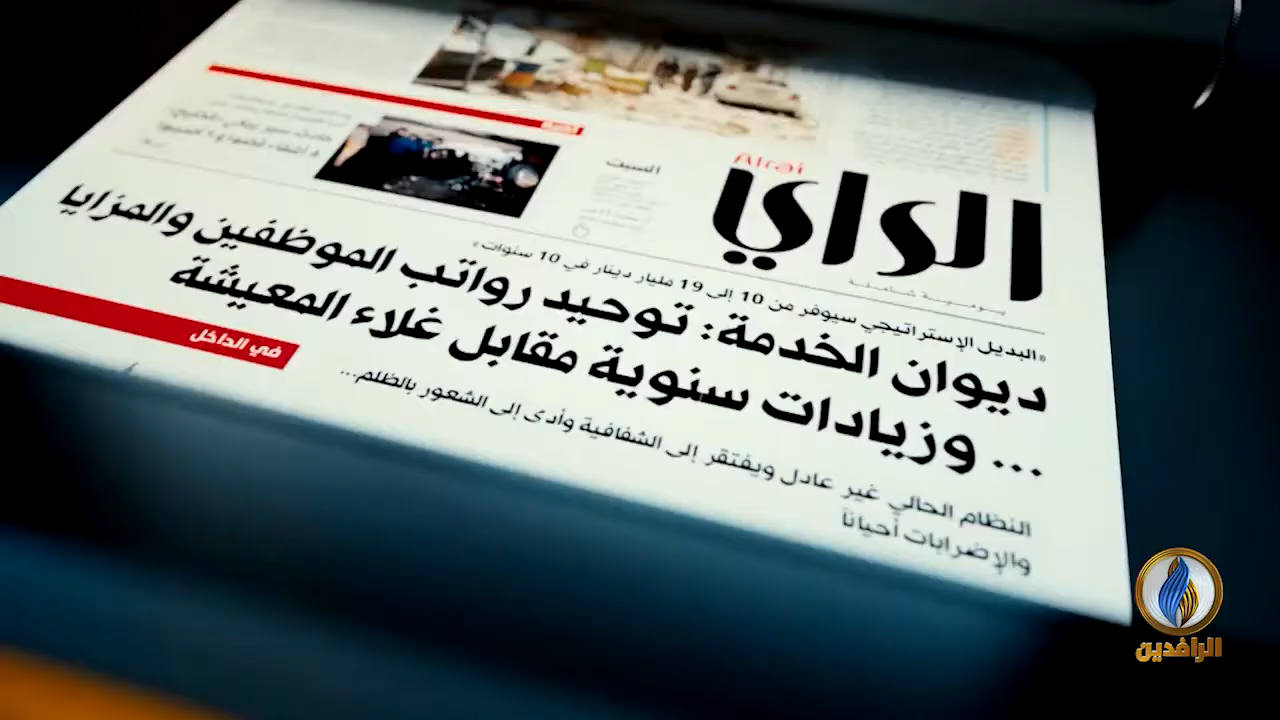 Alrai
الراي
يومية شاملة
السبت
«البديل الإستراتيجي سيوفر من 10 إلى 19 مليار دينار في 10 سنوات»
ديوان الخدمة: توحيد رواتب الموظفين والمزايا
... وزيادات سنوية مقابل غلاء المعيشة
النظام الحالي غير عادل ويفتقر إلى الشفافية وأدى إلى الشعور بالظلم...
والإضرابات أحياناً
في الداخل
الرافدين